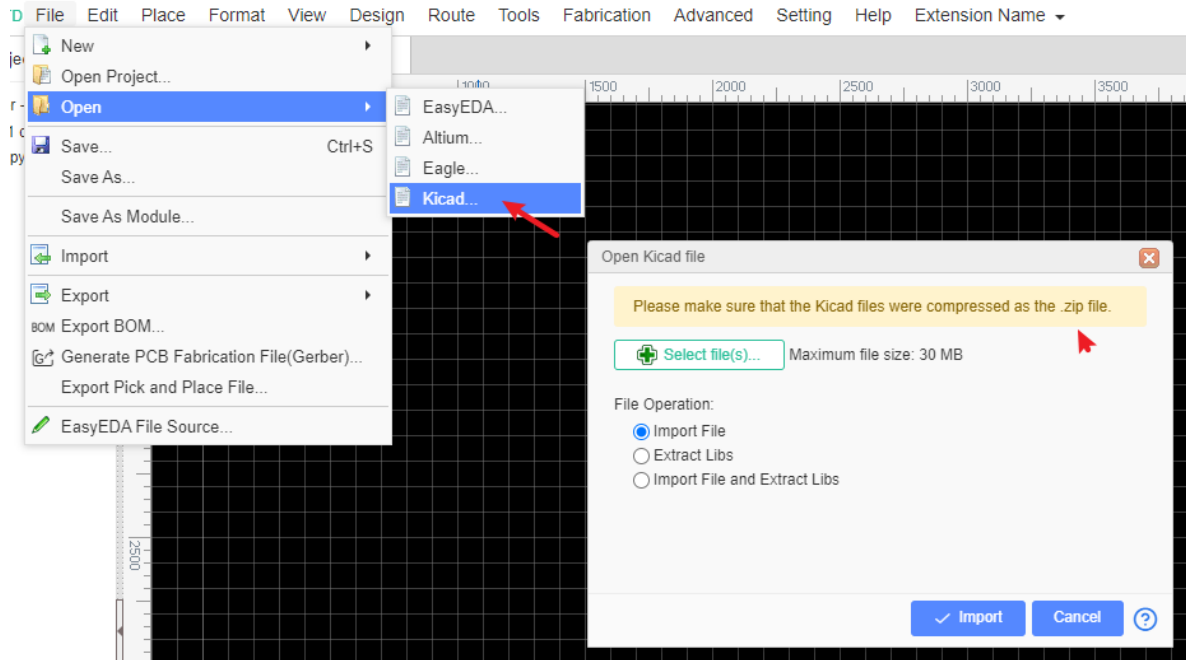 File Edit Place Format View Design Route Tools Fabrication Advanced Setting Help Extension Name
New
Open Project...
Open
Save... Ctrl+S
Save As...
Save As Module...
Import
Export
BOM Export BOM...
G Generate PCB Fabrication File(Gerber)...
Export Pick and Place File...
EasyEDA File Source...
EasyEDA...
Altium...
Eagle...
Kicad...
1500 2000 2500 3000 3500
2500
Open Kicad file
Please make sure that the Kicad files were compressed as the .zip file.
Select file(s)... Maximum file size: 30 MB
File Operation:
Import File
Extract Libs
Import File and Extract Libs
Import Cancel ?